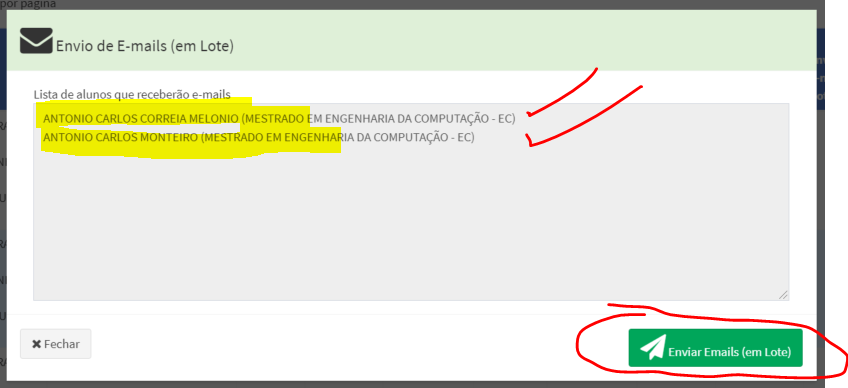 por página
Envio de E-mails (em Lote)
Lista de alunos que receberão e-mails
ANTONIO CARLOS CORREIA MELONIO (MESTRADO EM ENGENHARIA DA COMPUTAÇÃO - EC)
ANTONIO CARLOS MONTEIRO (MESTRADO EM ENGENHARIA DA COMPUTAÇÃO - EC)
Fechar
Enviar Emails (em Lote)